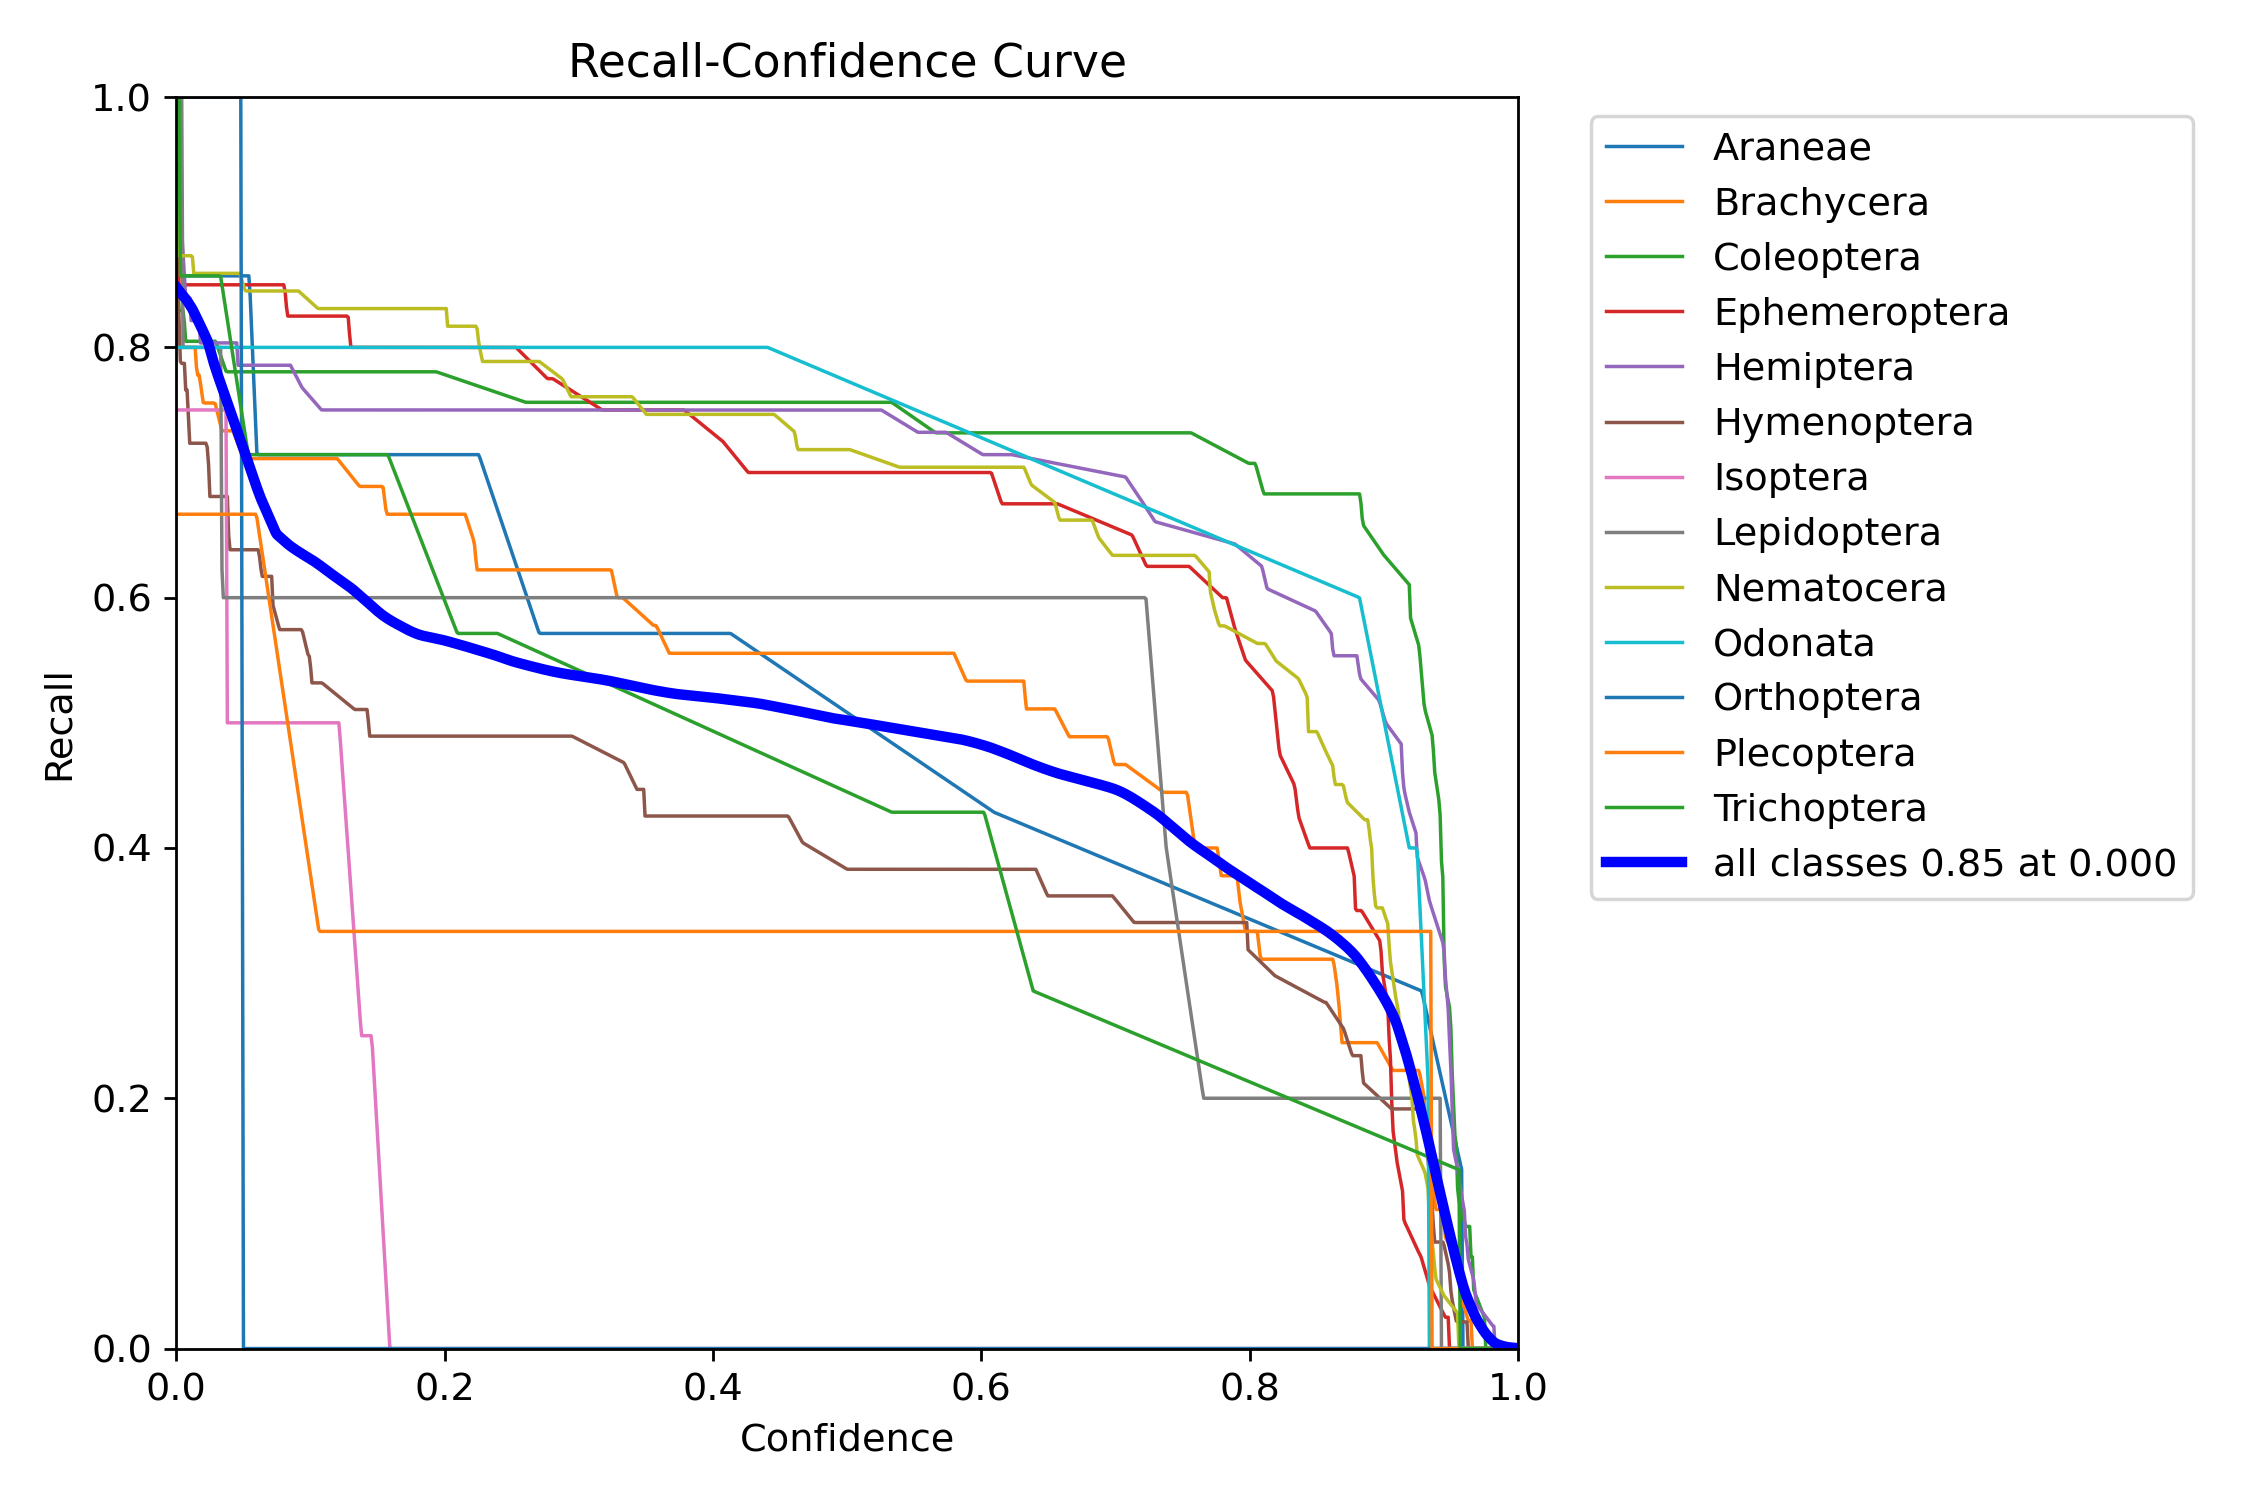 Recall-Confidence Curve
1.0
0.8
0.6
0.4
0.2
0.0
Recall
0.0 0.2 0.4 0.6 0.8 1.0
Confidence
Araneae
Brachycera
Coleoptera
Ephemeroptera
Hemiptera
Hymenoptera
Isoptera
Lepidoptera
Nematocera
Odonata
Orthoptera
Plecoptera
Trichoptera
all classes 0.85 at 0.000